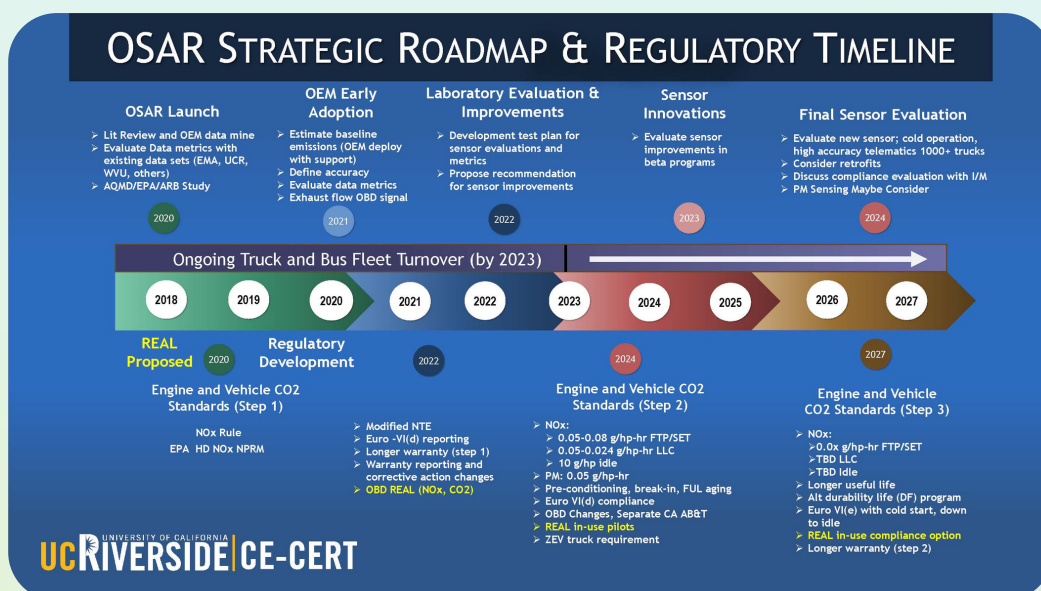 OSAR STRATEGIC ROADMAP & REGULATORY TIMELINE
OSAR Launch
➢ Lit Review and OEM data mine
➢ Evaluate Data metrics with
existing data sets (EMA, UCR,
WVU, others)
➢ AQMD/EPA/ARB Study
2020
OEM Early
Adoption
➢ Estimate baseline
emissions (OEM deploy
with support)
➢ Define accuracy
➢ Evaluate data metrics
➢ Exhaust flow OBD signal
2021
Laboratory Evaluation &
Improvements
➢ Development test plan for
sensor evaluations and
metrics
➢ Propose recommendation
for sensor improvements
2022
Sensor
Innovations
➢ Evaluate sensor
improvements in
beta programs
2023
Final Sensor Evaluation
➢ Evaluate new sensor; cold operation,
high accuracy telematics 1000+ trucks
➢ Consider retrofits
➢ Discuss compliance evaluation with I/M
➢ PM Sensing Maybe Consider
2024
Ongoing Truck and Bus Fleet Turnover (by 2023)
2018 2019 2020 2021 2022 2023 2024 2025 2026 2027
REAL
Proposed
2020
Regulatory
Development
Engine and Vehicle CO2
Standards (Step 1)
NOx Rule
EPA HD NOx NPRM
2022
➢ Modified NTE
➢ Euro -VI(d) reporting
➢ Longer warranty (step 1)
➢ Warranty reporting and
corrective action changes
➢ OBD REAL (NOx, CO2)
2024
Engine and Vehicle CO2
Standards (Step 2)
➢ NOx:
➢ 0.05-0.08 g/hp-hr FTP/SET
➢ 0.05-0.024 g/hp-hr LLC
➢ 10 g/hp idle
➢ PM: 0.05 g/hp-hr
➢ Pre-conditioning, break-in, FUL aging
➢ Euro VI(d) compliance
➢ OBD Changes, Separate CA AB&T
➢ REAL in-use pilots
➢ ZEV truck requirement
2027
Engine and Vehicle
CO2 Standards (Step 3)
➢ NOx:
➢0.0x g/hp-hr FTP/SET
➢TBD LLC
➢TBD Idle
➢ Longer useful life
➢ Alt durability life (DF) program
➢ Euro VI(e) with cold start, down
to idle
➢ REAL in-use compliance option
➢ Longer warranty (step 2)
UNIVERSITY OF CALIFORNIA
UCRIVERSIDE | CE-CERT